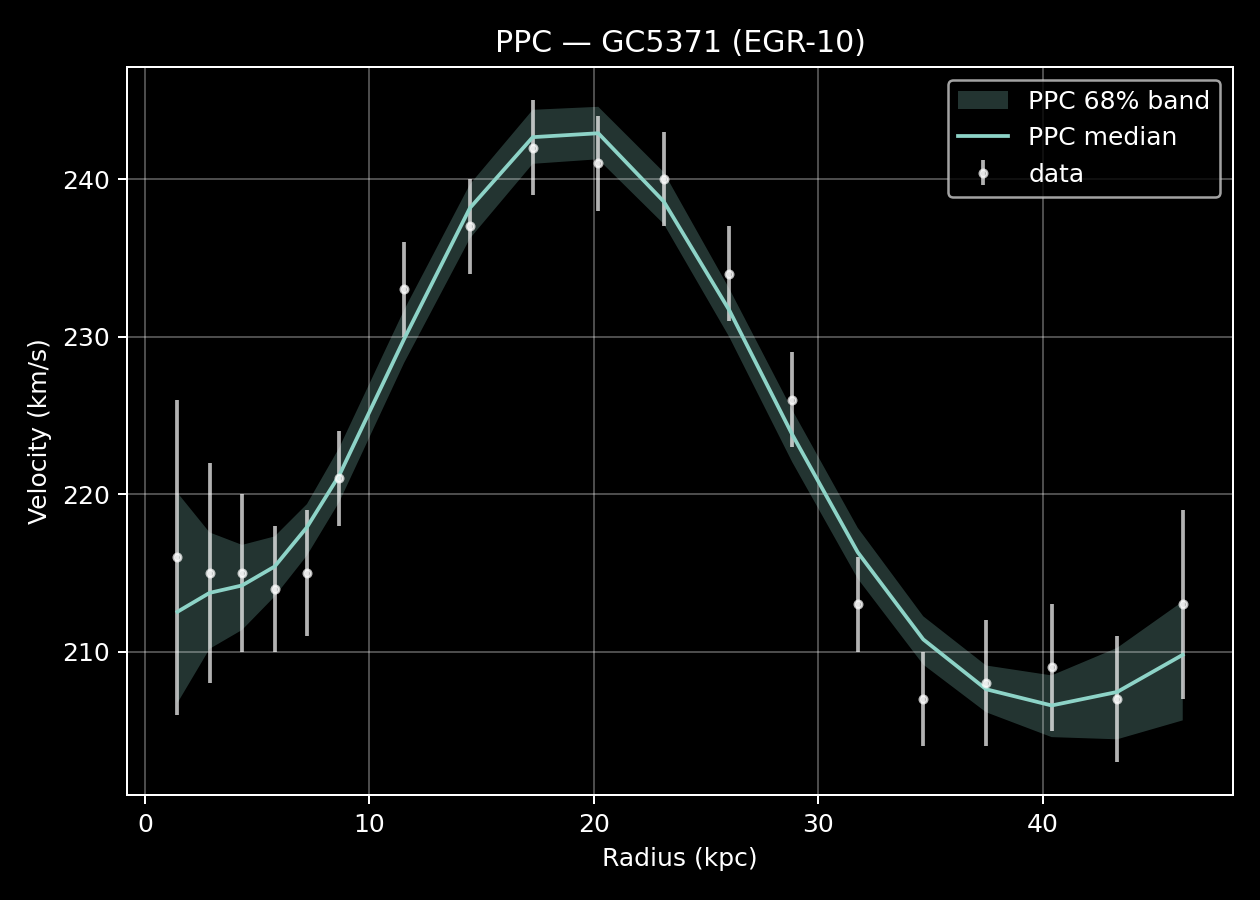 PPC — GC5371 (EGR-10)
PPC 68% band
PPC median
data
240
230
220
210
Velocity (km/s)
0
10
20
30
40
Radius (kpc)